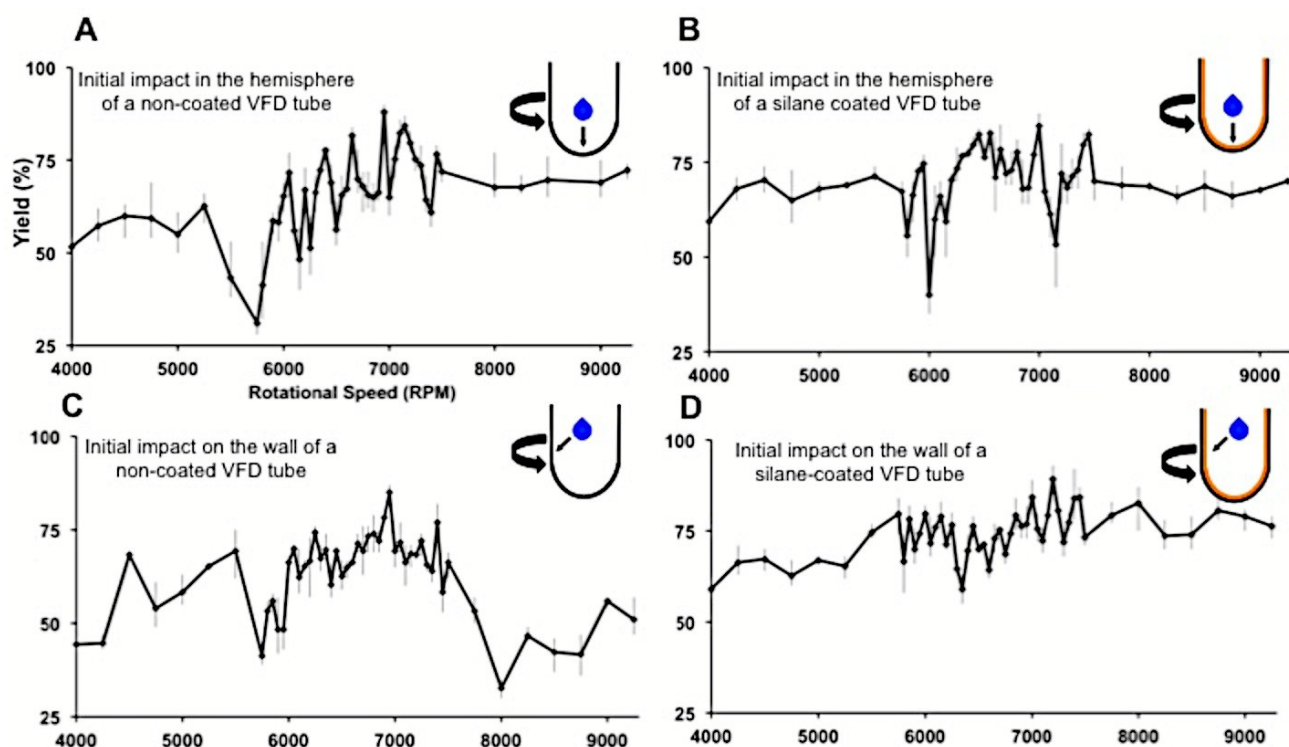 A
Initial impact in the hemisphere
of a non-coated VFD tube
Yield (%)
100
75
50
25
4000 5000 6000 7000 8000 9000
Rotational Speed (RPM)
B
Initial impact in the hemisphere
of a silane coated VFD tube
100
75
50
25
4000 5000 6000 7000 8000 9000
C
Initial impact on the wall of a
non-coated VFD tube
100
75
50
25
4000 5000 6000 7000 8000 9000
D
Initial impact on the wall of a
silane-coated VFD tube
100
75
50
25
4000 5000 6000 7000 8000 9000